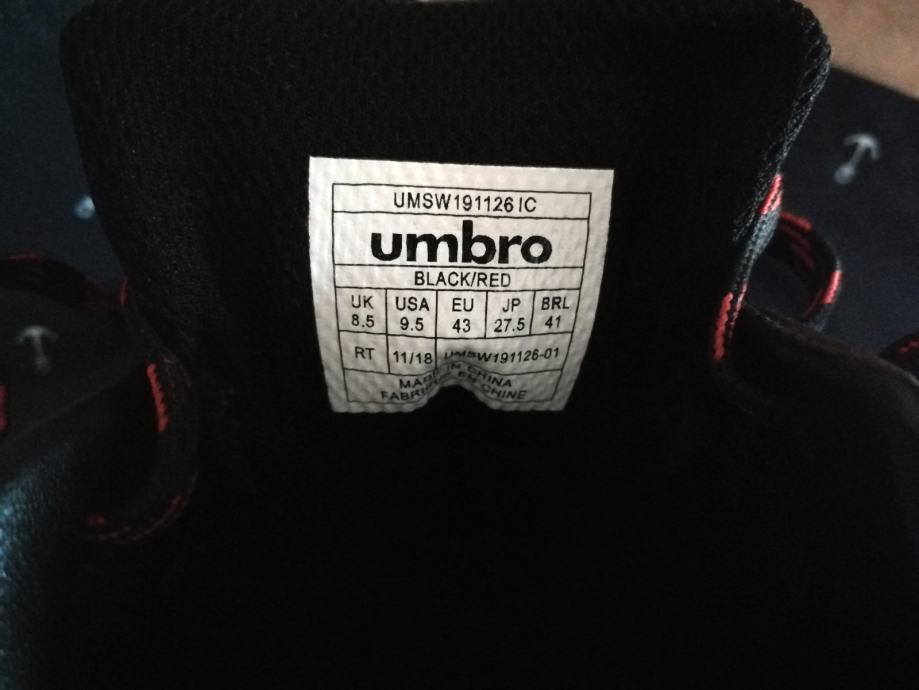 UMSW191126 IC
umbro
BLACK/RED
UK USA EU JP BRL
8.5 9.5 43 27.5 41
RT 11/18 UMSW191126-01
MADE IN CHINA
FABRIQUE EN CHINE